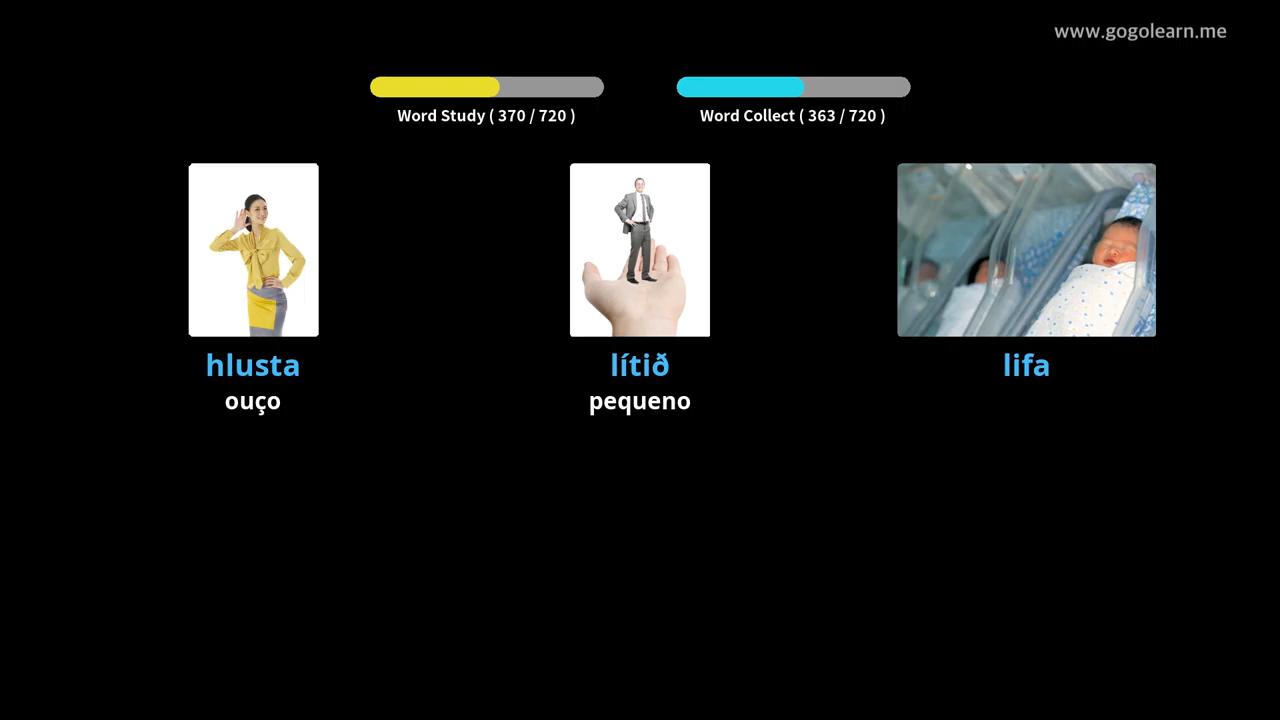 www.gogolearn.me
Word Study ( 370 / 720 )
Word Collect ( 363 / 720 )
hlusta
ouço
lítið
pequeno
lifa